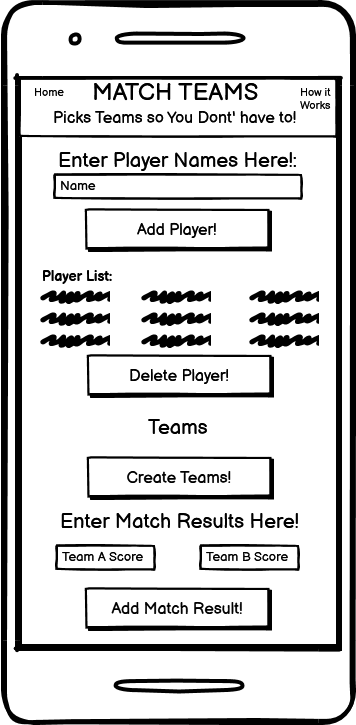 Home
MATCH TEAMS
How it
Works
Picks Teams so You Dont' have to!
Enter Player Names Here!:
Name
Add Player!
Player List:
Delete Player!
Teams
Create Teams!
Enter Match Results Here!
Team A Score
Team B Score
Add Match Result!